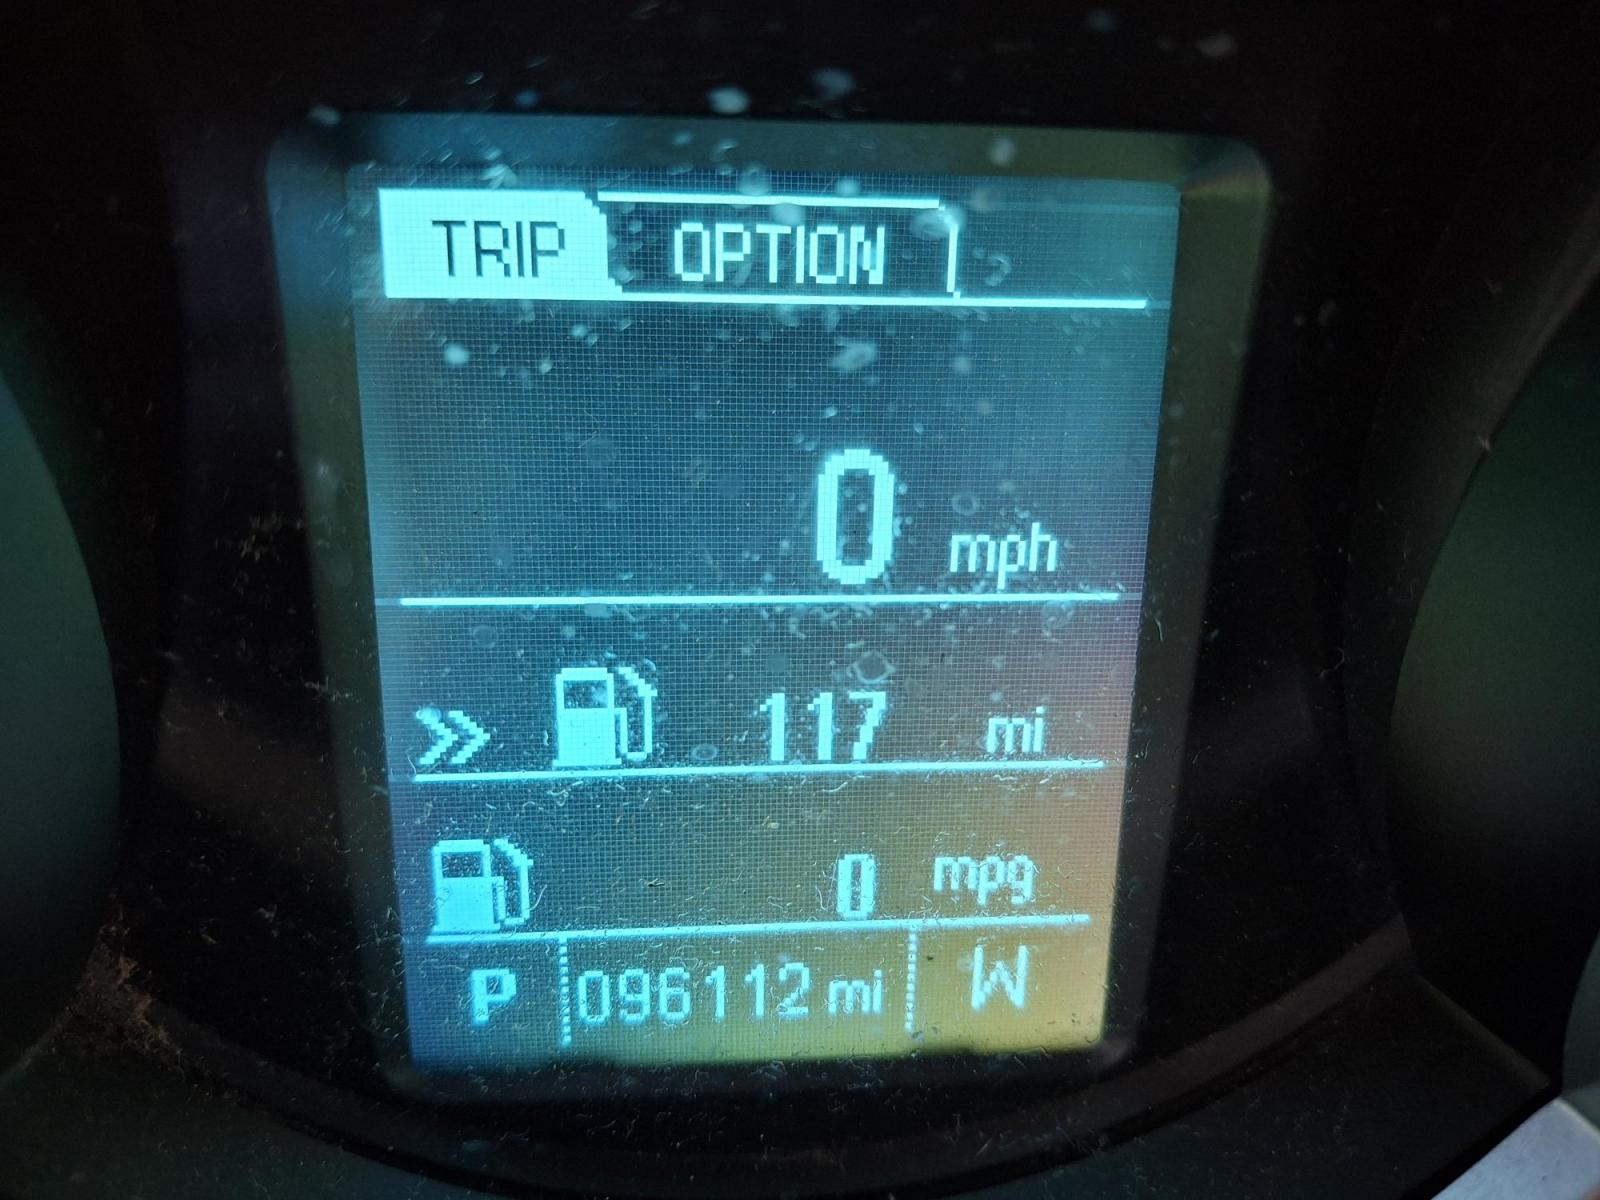 TRIP OPTION
0 mph
» 117 mi
0 mpg
P 096112 mi W